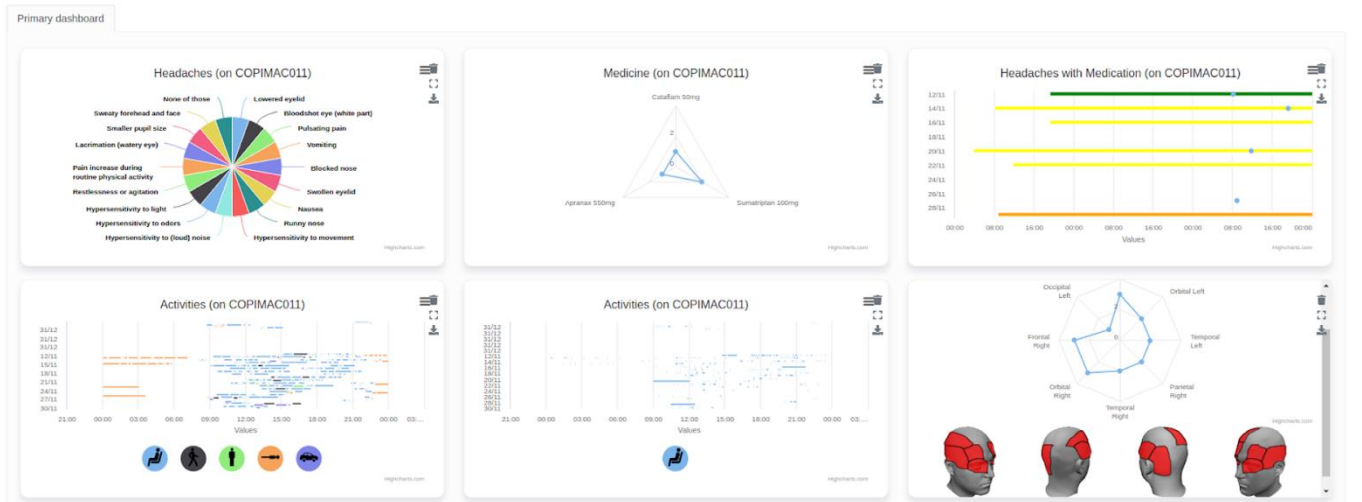 Primary dashboard
Headaches (on COPIMAC011)
None of those
Lowered eyelid
Sweaty forehead and face
Bloodshot eye (white part)
Smaller pupil size
Pulsating pain
Lacrimation (watery eye)
Vomiting
Pain increase during
routine physical activity
Blocked nose
Restlessness or agitation
Swollen eyelid
Hypersensitivity to light
Nausea
Hypersensitivity to odors
Runny nose
Hypersensitivity to (loud) noise
Hypersensitivity to movement
Highcharts.com
Medicine (on COPIMAC011)
Cataflam 50mg
2
0
Apranax 550mg
Sumatriptan 100mg
Highcharts.com
Headaches with Medication (on COPIMAC011)
12/11
14/11
16/11
18/11
20/11
22/11
24/11
26/11
28/11
00:00 08:00 16:00 00:00 08:00 16:00 00:00 08:00 16:00 00:00
Values
Highcharts.com
Activities (on COPIMAC011)
31/12
31/12
31/12
12/11
15/11
18/11
21/11
24/11
27/11
30/11
21:00 00:00 03:00 06:00 09:00 12:00 15:00 18:00 21:00 00:00 03:...
Values
Highcharts.com
Activities (on COPIMAC011)
31/12
31/12
31/12
31/12
31/12
12/11
14/11
16/11
18/11
20/11
22/11
24/11
26/11
28/11
30/11
21:00 00:00 03:00 06:00 09:00 12:00 15:00 18:00 21:00 00:00 03:...
Values
Highcharts.com
Occipital
Left
Orbital Left
2
Frontal
Right
0
Temporal
Left
Orbital
Right
Parietal
Right
Temporal
Right
Highcharts.com